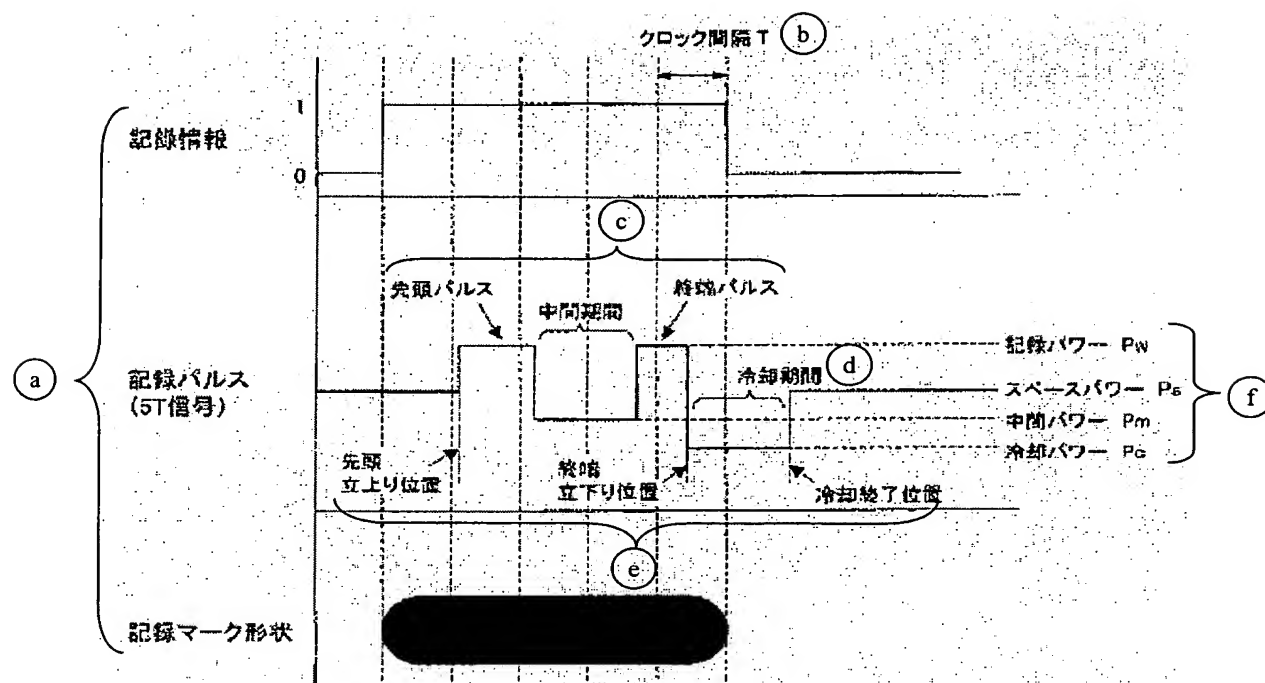 クロック間隔 T
b
1
記録情報
0
c
先頭パルス
終端パルス
中間期間
a
記録パルス
(5T信号)
冷却期間
d
記録パワー Pw
スペースパワー Ps
中間パワー Pm
冷却パワー Pc
f
先頭
立上り位置
終端
立下り位置
冷却終了位置
e
記録マーク形状